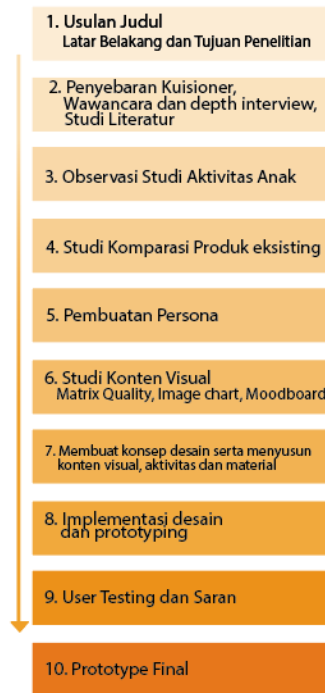 1. Usulan Judul
Latar Belakang dan Tujuan Penelitian
2. Penyebaran Kuisioner,
Wawancara dan depth interview,
Studi Literatur
3. Observasi Studi Aktivitas Anak
4. Studi Komparasi Produk eksisting
5. Pembuatan Persona
6. Studi Konten Visual
Matrix Quality, Image chart, Moodboard
7. Membuat konsep desain serta menyusun
konten visual, aktivitas dan material
8. Implementasi desain
dan prototyping
9. User Testing dan Saran
10. Prototype Final